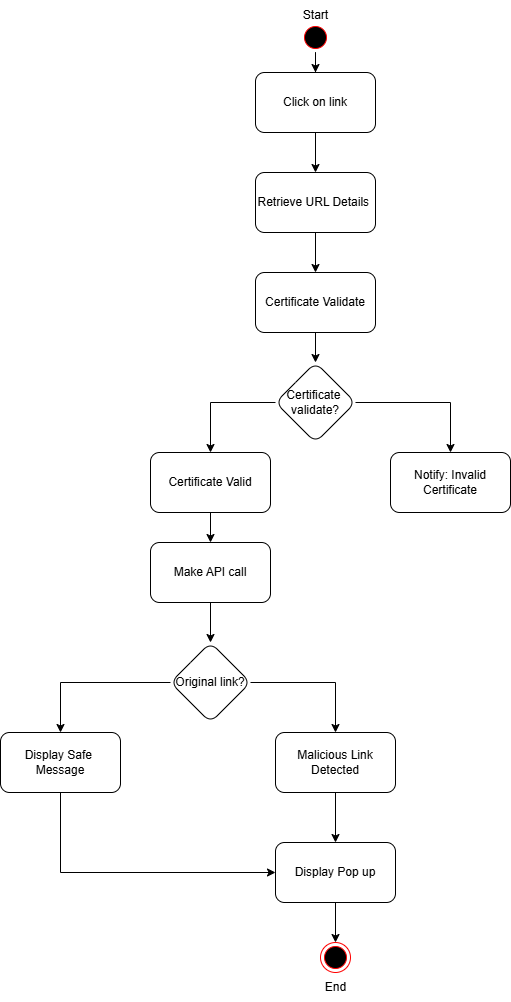 Start
Click on link
Retrieve URL Details
Certificate Validate
Certificate
validate?
Certificate Valid
Notify: Invalid
Certificate
Make API call
Original link?
Display Safe
Message
Malicious Link
Detected
Display Pop up
End